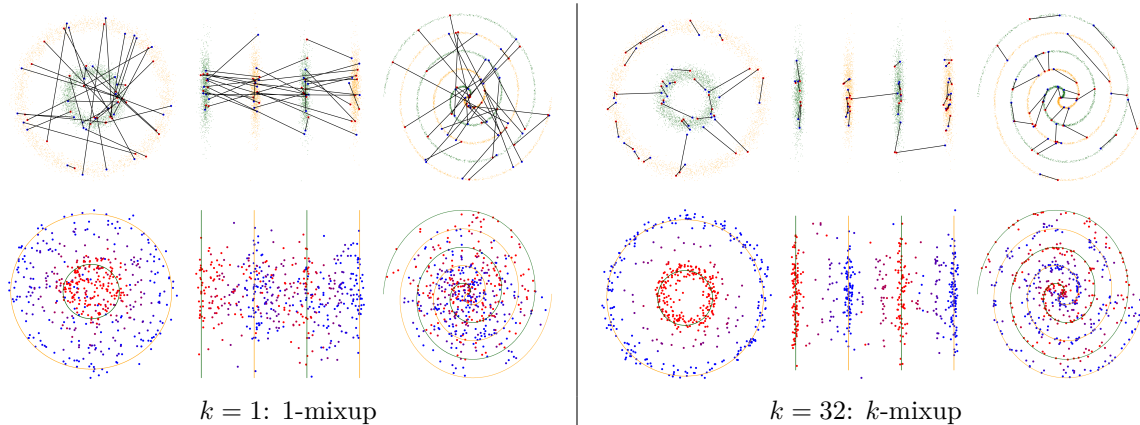 k = 1: 1-mixup
k = 32: k-mixup